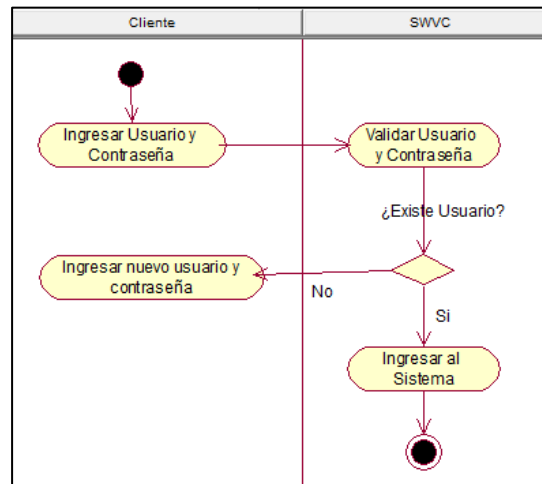 Cliente
SWVC
Ingresar Usuario y
Contraseña
Validar Usuario
y Contraseña
¿Existe Usuario?
Ingresar nuevo usuario y
contraseña
No
Si
Ingresar al
Sistema